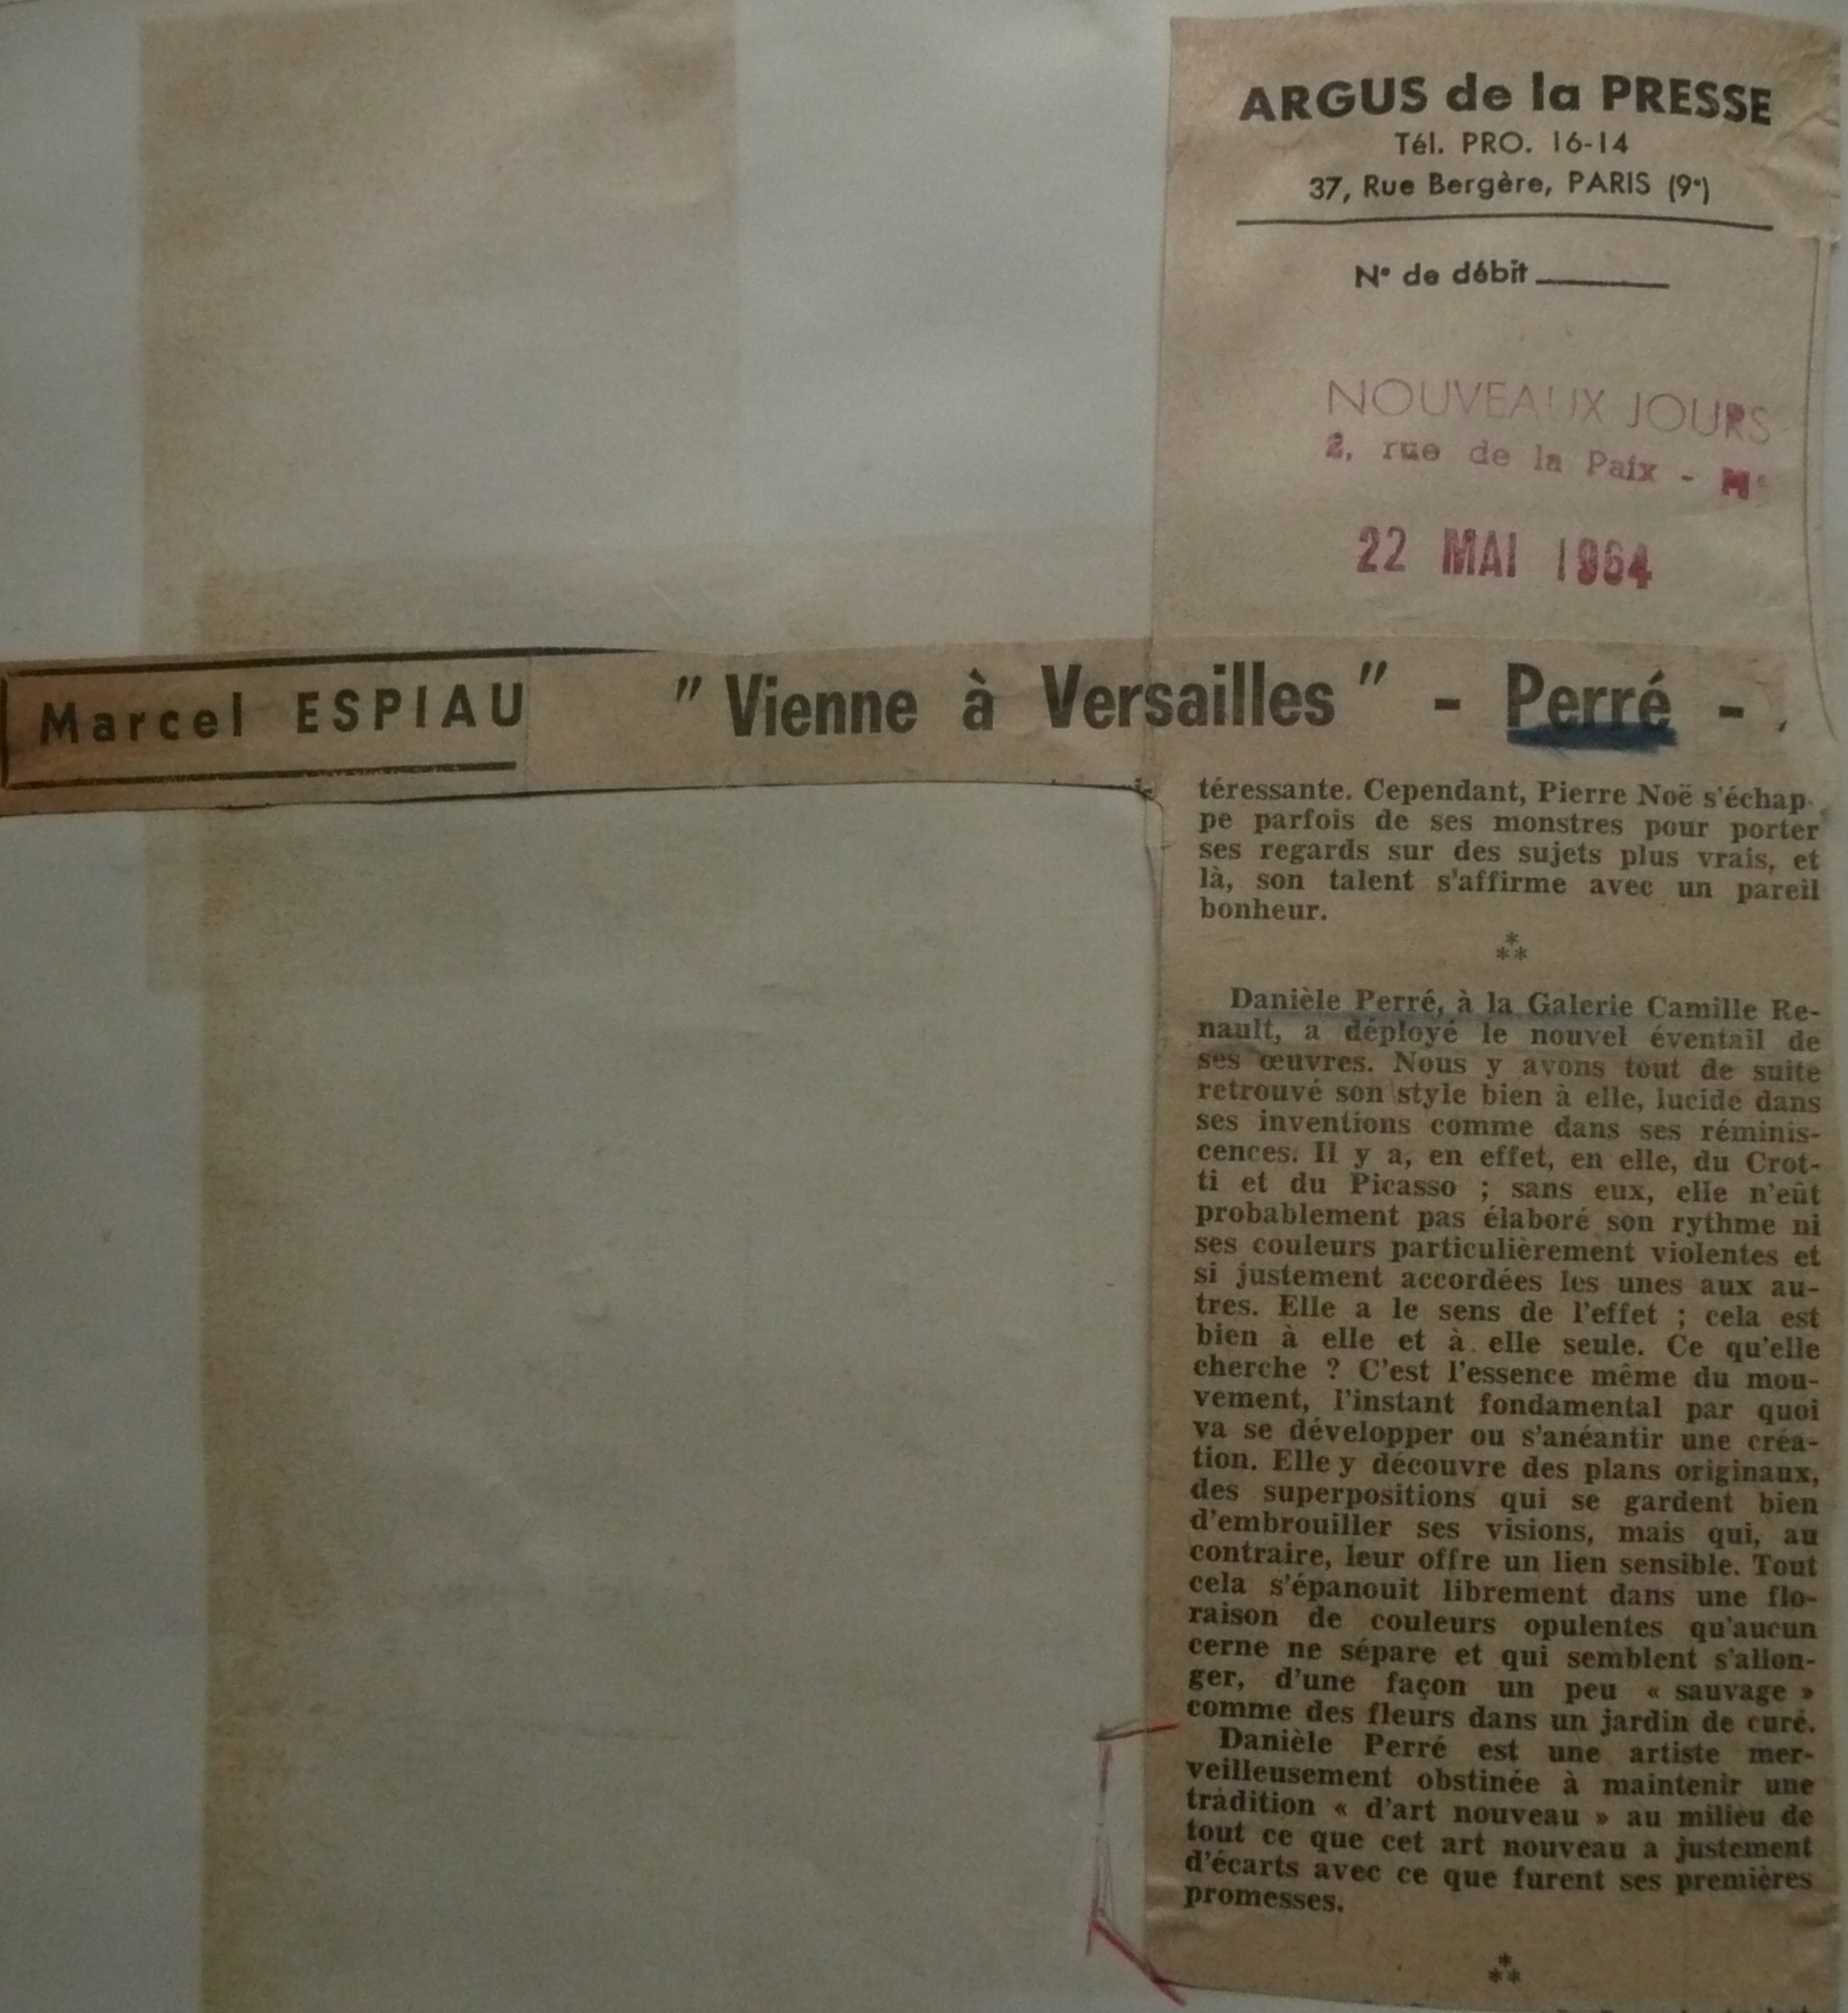 ARGUS de la PRESSE
Tél. PRO. 16-14
37, Rue Bergère, PARIS (9e)
N° de débit
NOUVEAUX JOURS
2, rue de la Paix -
22 MAI 1964
Marcel ESPIAU "Vienne à Versailles" - Perré -
téressante. Cependant, Pierre Noë s'échap-
pe parfois de ses monstres pour porter
ses regards sur des sujets plus vrais, et
là, son talent s'affirme avec un pareil
bonheur.
***
Danièle Perré, à la Galerie Camille Re-
nault, a déployé le nouvel éventail de
ses œuvres. Nous y avons tout de suite
retrouvé son style bien à elle, lucide dans
ses inventions comme dans ses réminis-
cences. Il y a, en effet, en elle, du Crot-
ti et du Picasso ; sans eux, elle n'eût
probablement pas élaboré son rythme ni
ses couleurs particulièrement violentes et
si justement accordées les unes aux au-
tres. Elle a le sens de l'effet ; cela est
bien à elle et à elle seule. Ce qu'elle
cherche ? C'est l'essence même du mou-
vement, l'instant fondamental par quoi
va se développer ou s'anéantir une créa-
tion. Elle y découvre des plans originaux,
des superpositions qui se gardent bien
d'embrouiller ses visions, mais qui, au
contraire, leur offre un lien sensible. Tout
cela s'épanouit librement dans une flo-
raison de couleurs opulentes qu'aucun
cerne ne sépare et qui semblent s'allon-
ger, d'une façon un peu « sauvage »
comme des fleurs dans un jardin de curé.
Danièle Perré est une artiste mer-
veilleusement obstinée à maintenir une
tradition « d'art nouveau » au milieu de
tout ce que cet art nouveau a justement
d'écarts avec ce que furent ses premières
promesses.
***